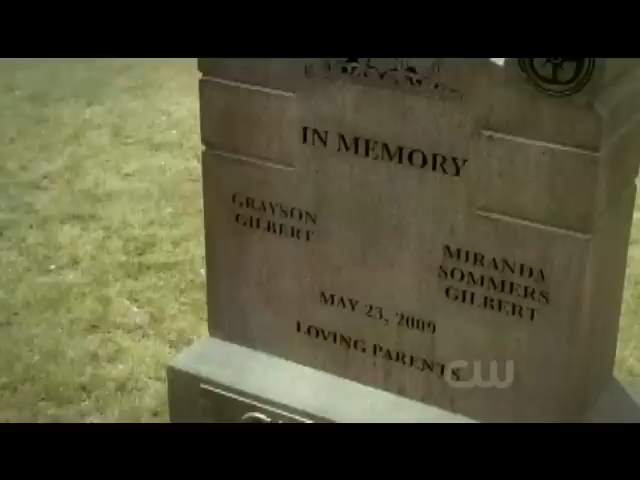 IN MEMORY
GRAYSON
GILBERT
MIRANDA
SOMMERS
GILBERT
MAY 23, 2009
LOVING PARENTS
CW